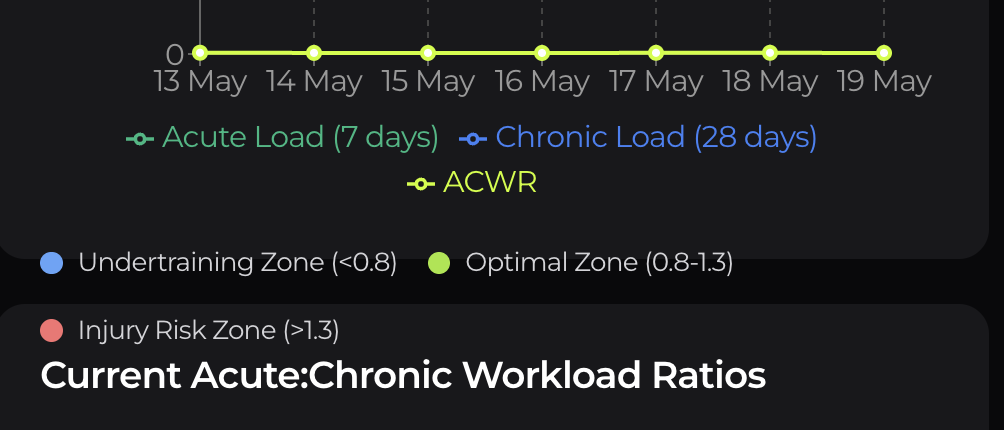 0
13 May 14 May 15 May 16 May 17 May 18 May 19 May
Acute Load (7 days) Chronic Load (28 days)
ACWR
Undertraining Zone (<0.8) Optimal Zone (0.8-1.3)
Injury Risk Zone (>1.3)
Current Acute:Chronic Workload Ratios